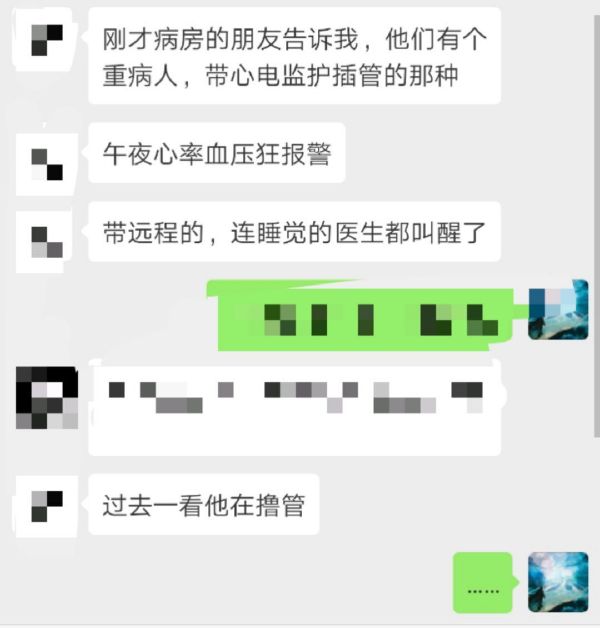 刚才病房的朋友告诉我，他们有个
重病人，带心电监护插管的那种
午夜心率血压狂报警
带远程的，连睡觉的医生都叫醒了
过去一看他在撸管
……